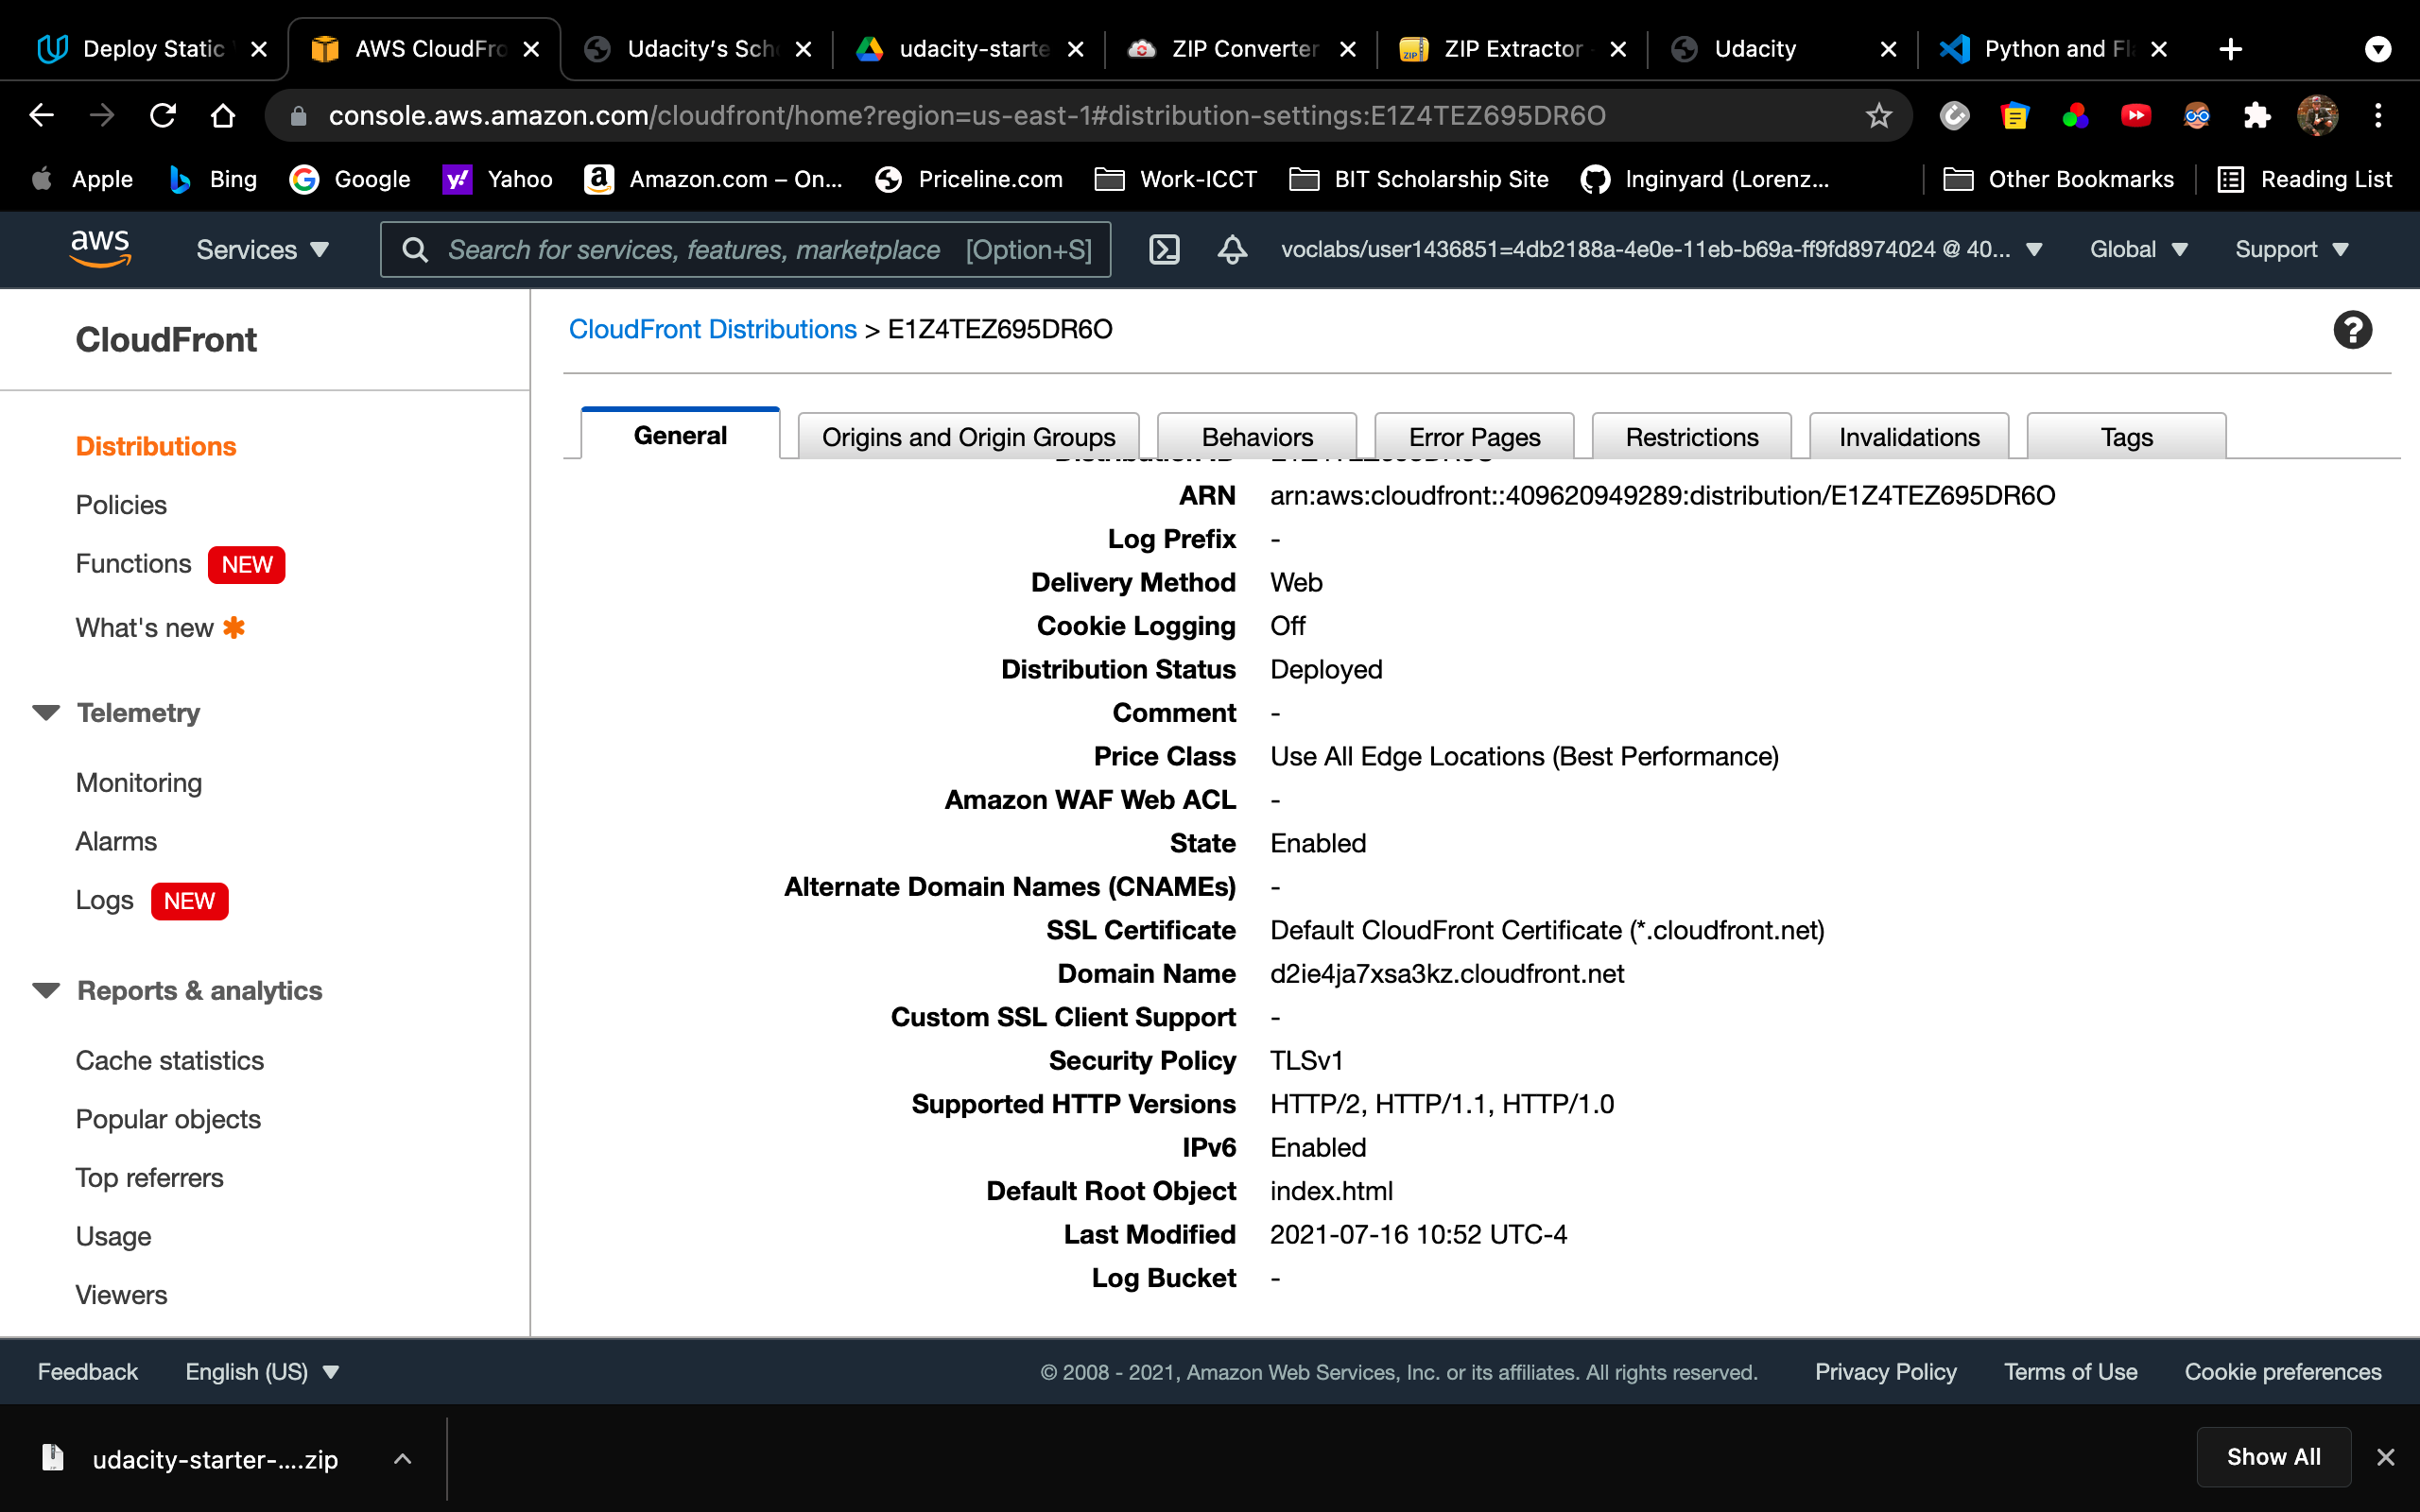 Deploy Static
AWS CloudFro
Udacity's Sch
udacity-starte
ZIP Converter
ZIP Extractor
Udacity
Python and Fl
console.aws.amazon.com/cloudfront/home?region=us-east-1#distribution-settings:E1Z4TEZ695DR6O
Apple
Bing
Google
Yahoo
Amazon.com – On...
Priceline.com
Work-ICCT
BIT Scholarship Site
Inginyard (Lorenz...
Other Bookmarks
Reading List
aws
Services
Search for services, features, marketplace [Option+S]
voclabs/user1436851=4db2188a-4e0e-11eb-b69a-ff9fd8974024 @ 40...
Global
Support
CloudFront
Distributions
Policies
Functions NEW
What's new
Telemetry
Monitoring
Alarms
Logs NEW
Reports & analytics
Cache statistics
Popular objects
Top referrers
Usage
Viewers
CloudFront Distributions > E1Z4TEZ695DR6O
General
Origins and Origin Groups
Behaviors
Error Pages
Restrictions
Invalidations
Tags
Distribution ID E1Z4TEZ695DR6O
ARN arn:aws:cloudfront::409620949289:distribution/E1Z4TEZ695DR6O
Log Prefix -
Delivery Method Web
Cookie Logging Off
Distribution Status Deployed
Comment -
Price Class Use All Edge Locations (Best Performance)
Amazon WAF Web ACL -
State Enabled
Alternate Domain Names (CNAMEs) -
SSL Certificate Default CloudFront Certificate (*.cloudfront.net)
Domain Name d2ie4ja7xsa3kz.cloudfront.net
Custom SSL Client Support -
Security Policy TLSv1
Supported HTTP Versions HTTP/2, HTTP/1.1, HTTP/1.0
IPv6 Enabled
Default Root Object index.html
Last Modified 2021-07-16 10:52 UTC-4
Log Bucket -
Feedback
English (US)
© 2008 - 2021, Amazon Web Services, Inc. or its affiliates. All rights reserved.
Privacy Policy
Terms of Use
Cookie preferences
udacity-starter-....zip
Show All